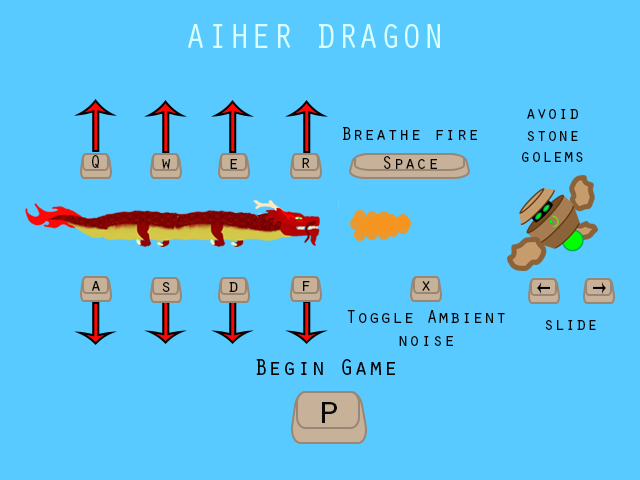 AIHER DRAGON
Q W E R
BREATHE FIRE
SPACE
AVOID
STONE
GOLEMS
A S D F
X
← →
TOGGLE AMBIENT
NOISE
SLIDE
BEGIN GAME
P